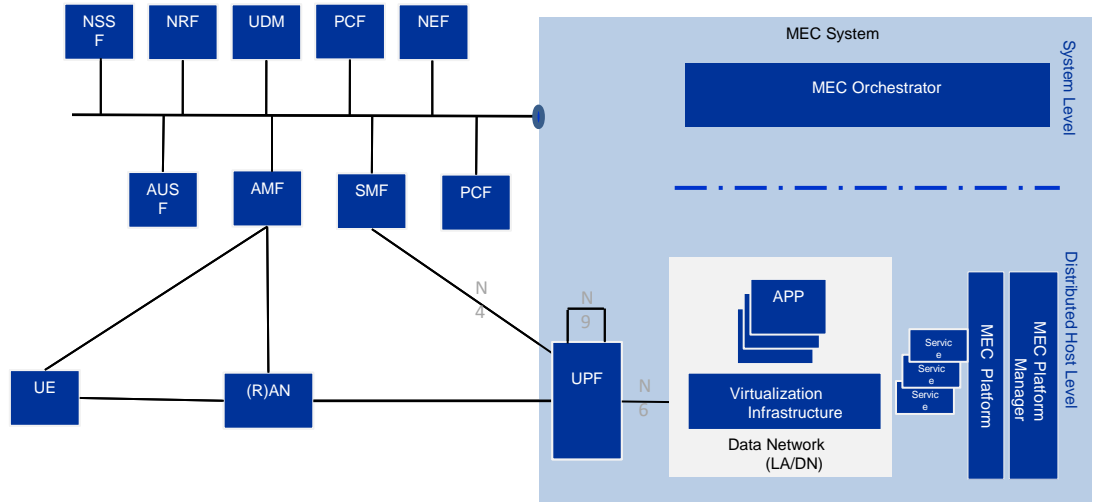 NSS
F
NRF
UDM
PCF
NEF
MEC System
System Level
MEC Orchestrator
AUS
F
AMF
SMF
PCF
Distributed Host Level
N
4
N
9
APP
UE
(R)AN
UPF
N
6
Virtualization
Infrastructure
Data Network
(LA/DN)
Servic
e
Servic
e
Servic
e
MEC Platform
MEC Platform
Manager